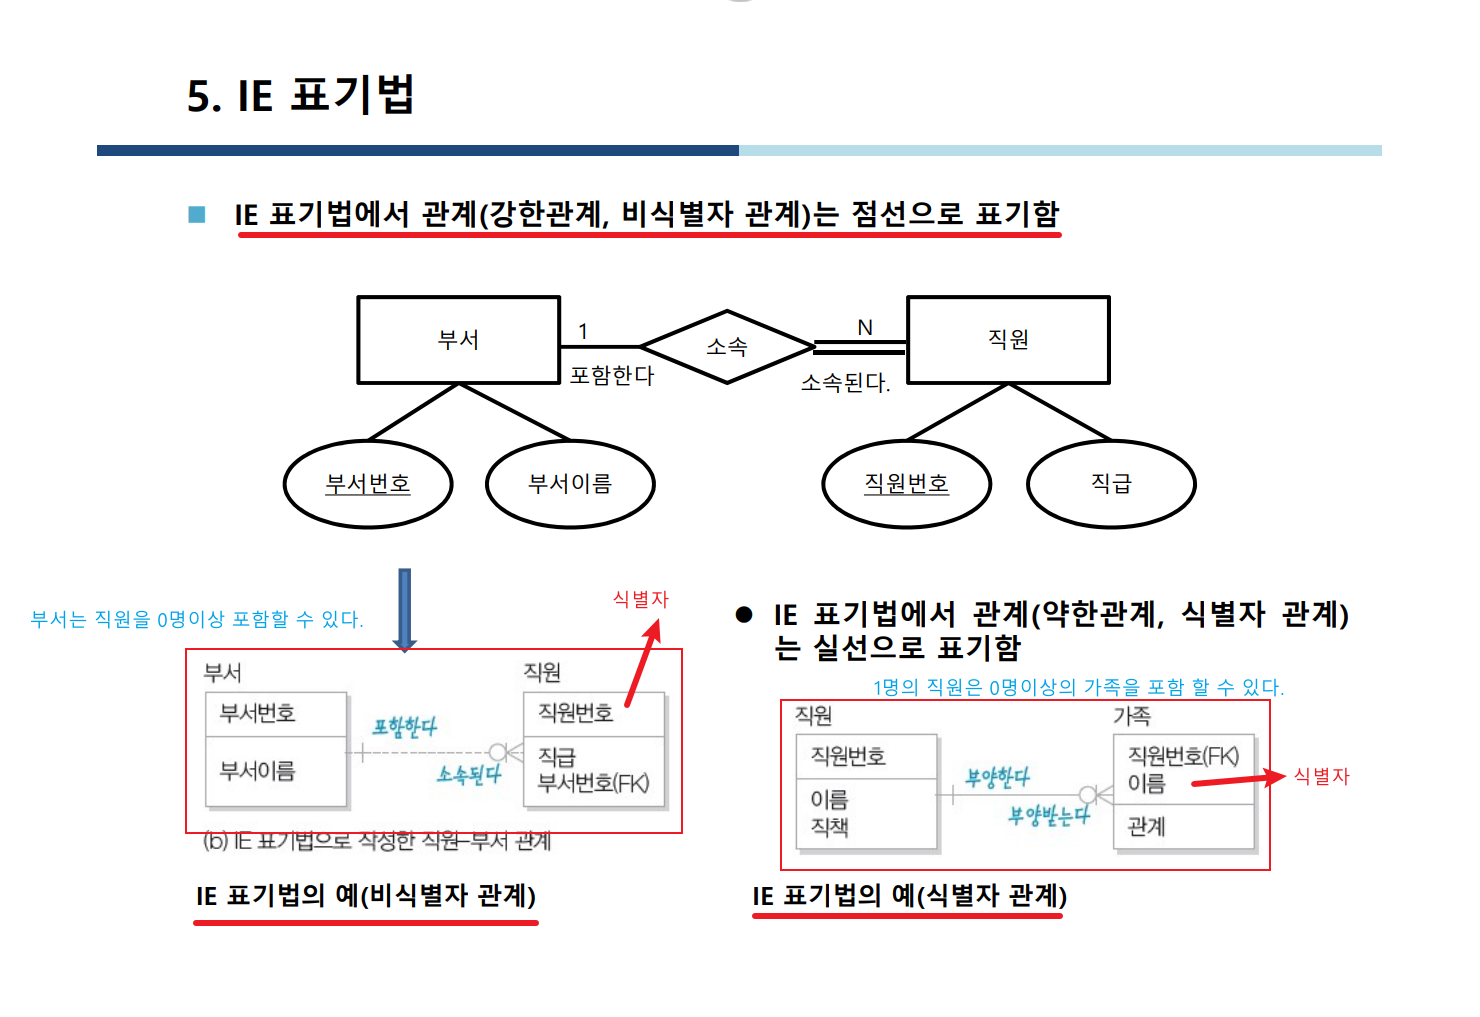 5. IE 표기법
IE 표기법에서 관계(강한관계, 비식별자 관계)는 점선으로 표기함
부서
1
포함한다
소속
N
소속된다.
직원
부서번호
부서이름
직원번호
직급
부서는 직원을 0명이상 포함할 수 있다.
식별자
부서
부서번호
부서이름
포함한다
소속된다
직원
직원번호
직급
부서번호(FK)
(b) IE 표기법으로 작성한 직원–부서 관계
IE 표기법의 예(비식별자 관계)
IE 표기법에서 관계(약한관계, 식별자 관계)
는 실선으로 표기함
1명의 직원은 0명이상의 가족을 포함 할 수 있다.
직원
직원번호
이름
직책
부양한다
부양받는다
가족
직원번호(FK)
이름
관계
식별자
IE 표기법의 예(식별자 관계)